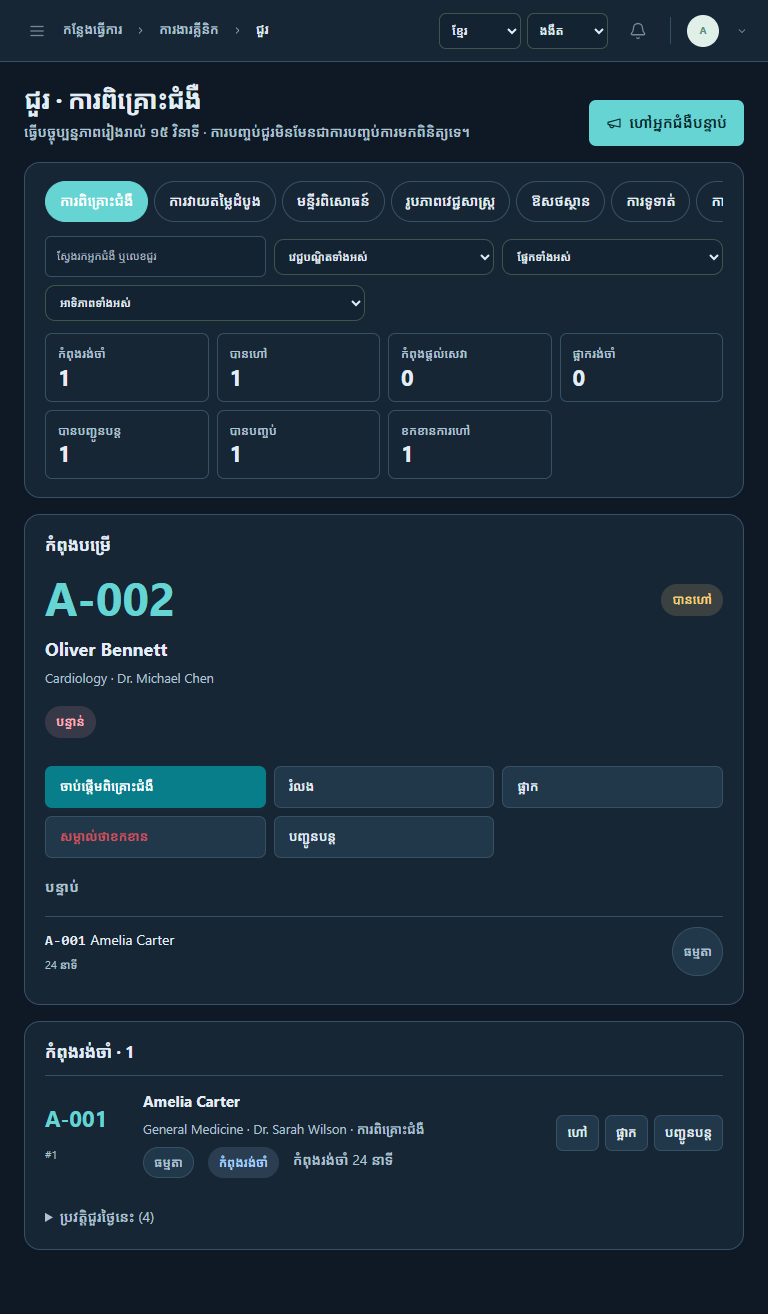 កន្លែងធ្វើការ › ការងារគ្លីនិក › ជួរ ខ្មែរ ងងឹត A
ជួរ · ការពិគ្រោះជំងឺ
ធ្វើបច្ចុប្បន្នភាពរៀងរាល់ ១៥ វិនាទី · ការបញ្ចប់ជួរមិនមែនជាការបញ្ចប់ការមកពិនិត្យទេ។
ហៅអ្នកជំងឺបន្ទាប់
ការពិគ្រោះជំងឺ ការវាយតម្លៃដំបូង មន្ទីរពិសោធន៍ រូបភាពវេជ្ជសាស្ត្រ ឱសថស្ថាន ការទូទាត់ កា
ស្វែងរកអ្នកជំងឺ ឬលេខជួរ វេជ្ជបណ្ឌិតទាំងអស់ ផ្នែកទាំងអស់
អាទិភាពទាំងអស់
កំពុងរង់ចាំ បានហៅ កំពុងផ្តល់សេវា ផ្អាករង់ចាំ
1 1 0 0
បានបញ្ជូនបន្ត បានបញ្ចប់ ខកខានការហៅ
1 1 1
កំពុងបម្រើ
A-002 បានហៅ
Oliver Bennett
Cardiology · Dr. Michael Chen
បន្ទាន់
ចាប់ផ្តើមពិគ្រោះជំងឺ រំលង ផ្អាក
សម្គាល់ថាខកខាន បញ្ជូនបន្ត
បន្ទាប់
A-001 Amelia Carter
24 នាទី ធម្មតា
កំពុងរង់ចាំ · 1
Amelia Carter
A-001 General Medicine · Dr. Sarah Wilson · ការពិគ្រោះជំងឺ ហៅ ផ្អាក បញ្ជូនបន្ត
#1 ធម្មតា កំពុងរង់ចាំ កំពុងរង់ចាំ 24 នាទី
▶ ប្រវត្តិជួរថ្ងៃនេះ (4)